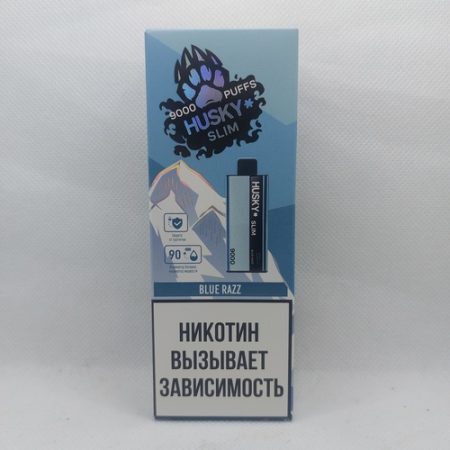 9000 PUFFS
HUSKY*
SLIM
HUSKY* SLIM
9000
90
BLUE RAZZ
НИКОТИН
ВЫЗЫВАЕТ
ЗАВИСИМОСТЬ